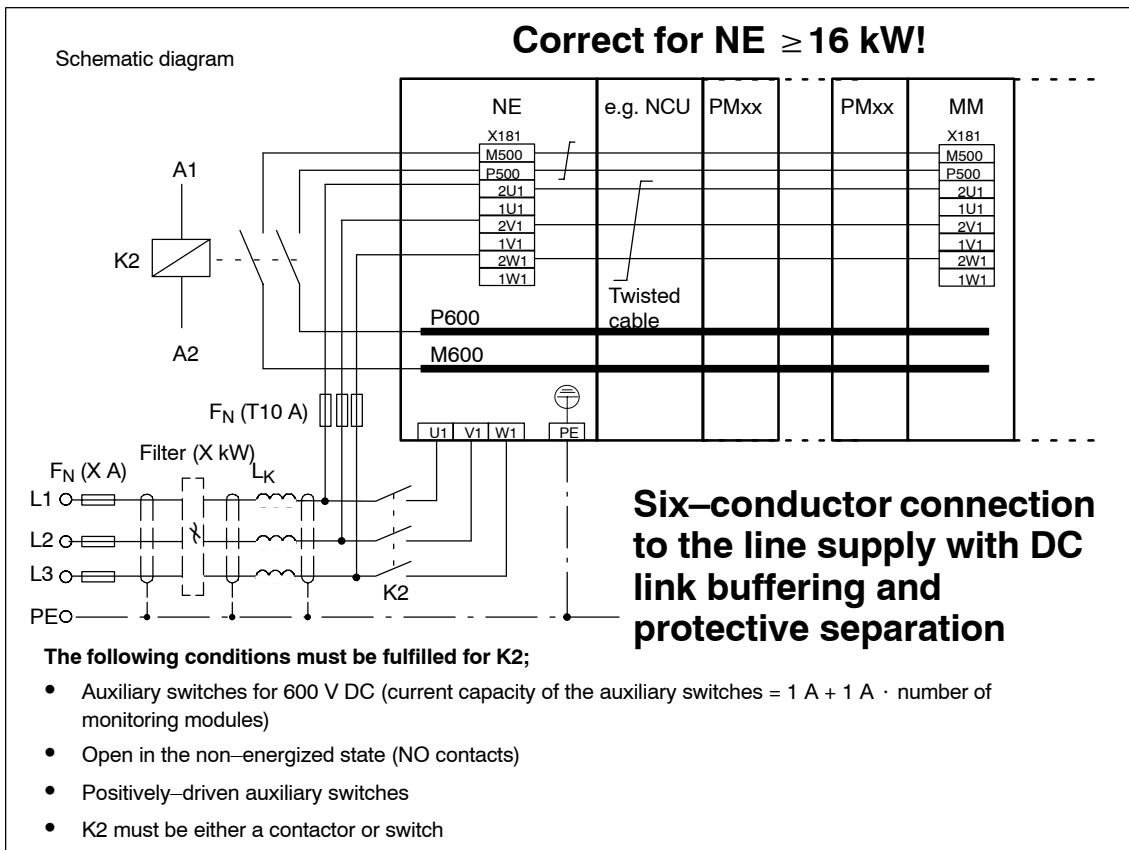 Correct for NE ≥ 16 kW!
Schematic diagram
NE
e.g. NCU
PMxx
PMxx
MM
X181
M500
P500
2U1
1U1
2V1
1V1
2W1
1W1
X181
M500
P500
2U1
1U1
2V1
1V1
2W1
1W1
A1
K2
A2
Twisted
cable
P600
M600
FN (T10 A)
U1
V1
W1
PE
Filter (X kW)
LK
FN (X A)
L1
L2
L3
PE
K2
Six–conductor connection
to the line supply with DC
link buffering and
protective separation
The following conditions must be fulfilled for K2;
• Auxiliary switches for 600 V DC (current capacity of the auxiliary switches = 1 A + 1 A · number of
monitoring modules)
• Open in the non–energized state (NO contacts)
• Positively–driven auxiliary switches
• K2 must be either a contactor or switch